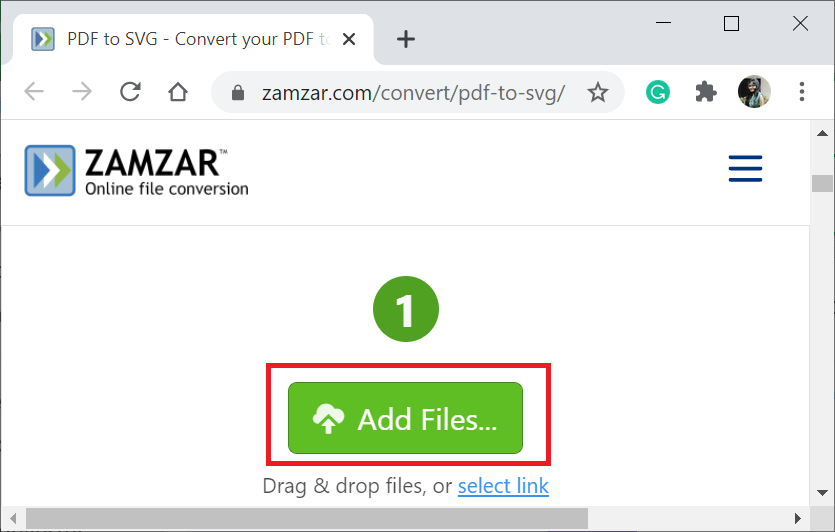 PDF to SVG - Convert your PDF to
zamzar.com/convert/pdf-to-svg/
ZAMZAR™
Online file conversion
1
Add Files...
Drag & drop files, or select link